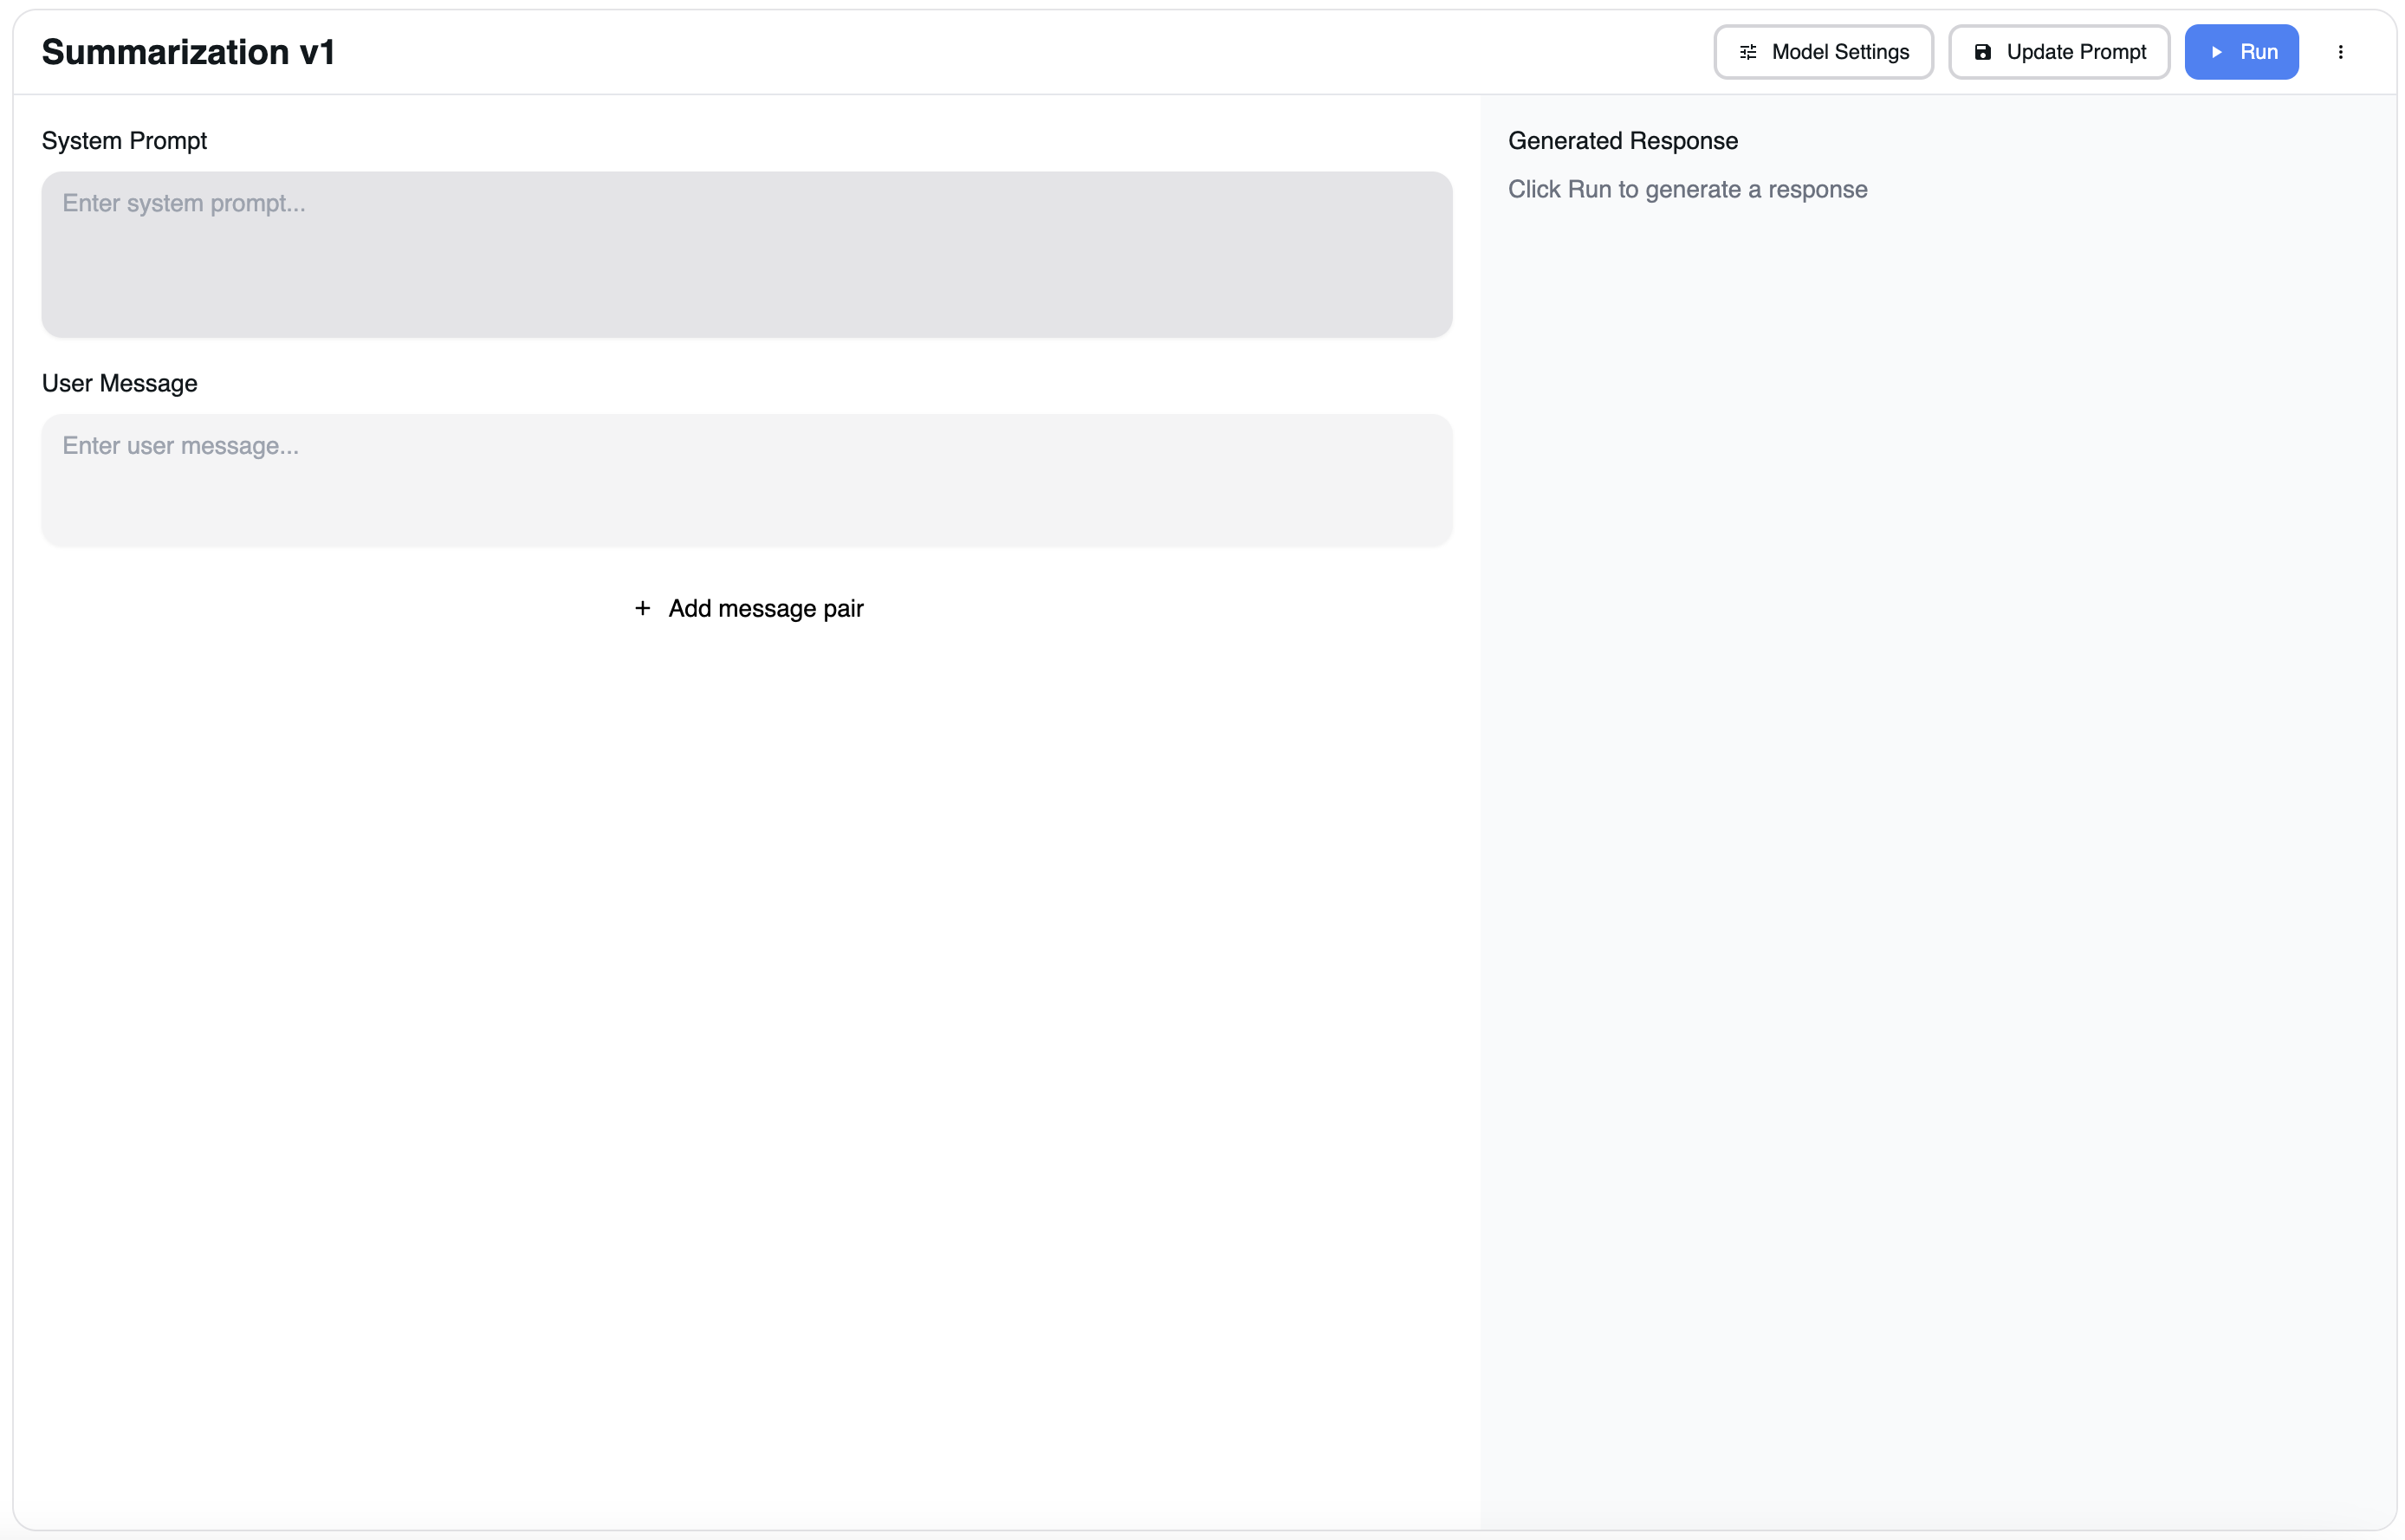 Summarization v1
Model Settings
Update Prompt
Run
System Prompt
Enter system prompt...
User Message
Enter user message...
+ Add message pair
Generated Response
Click Run to generate a response